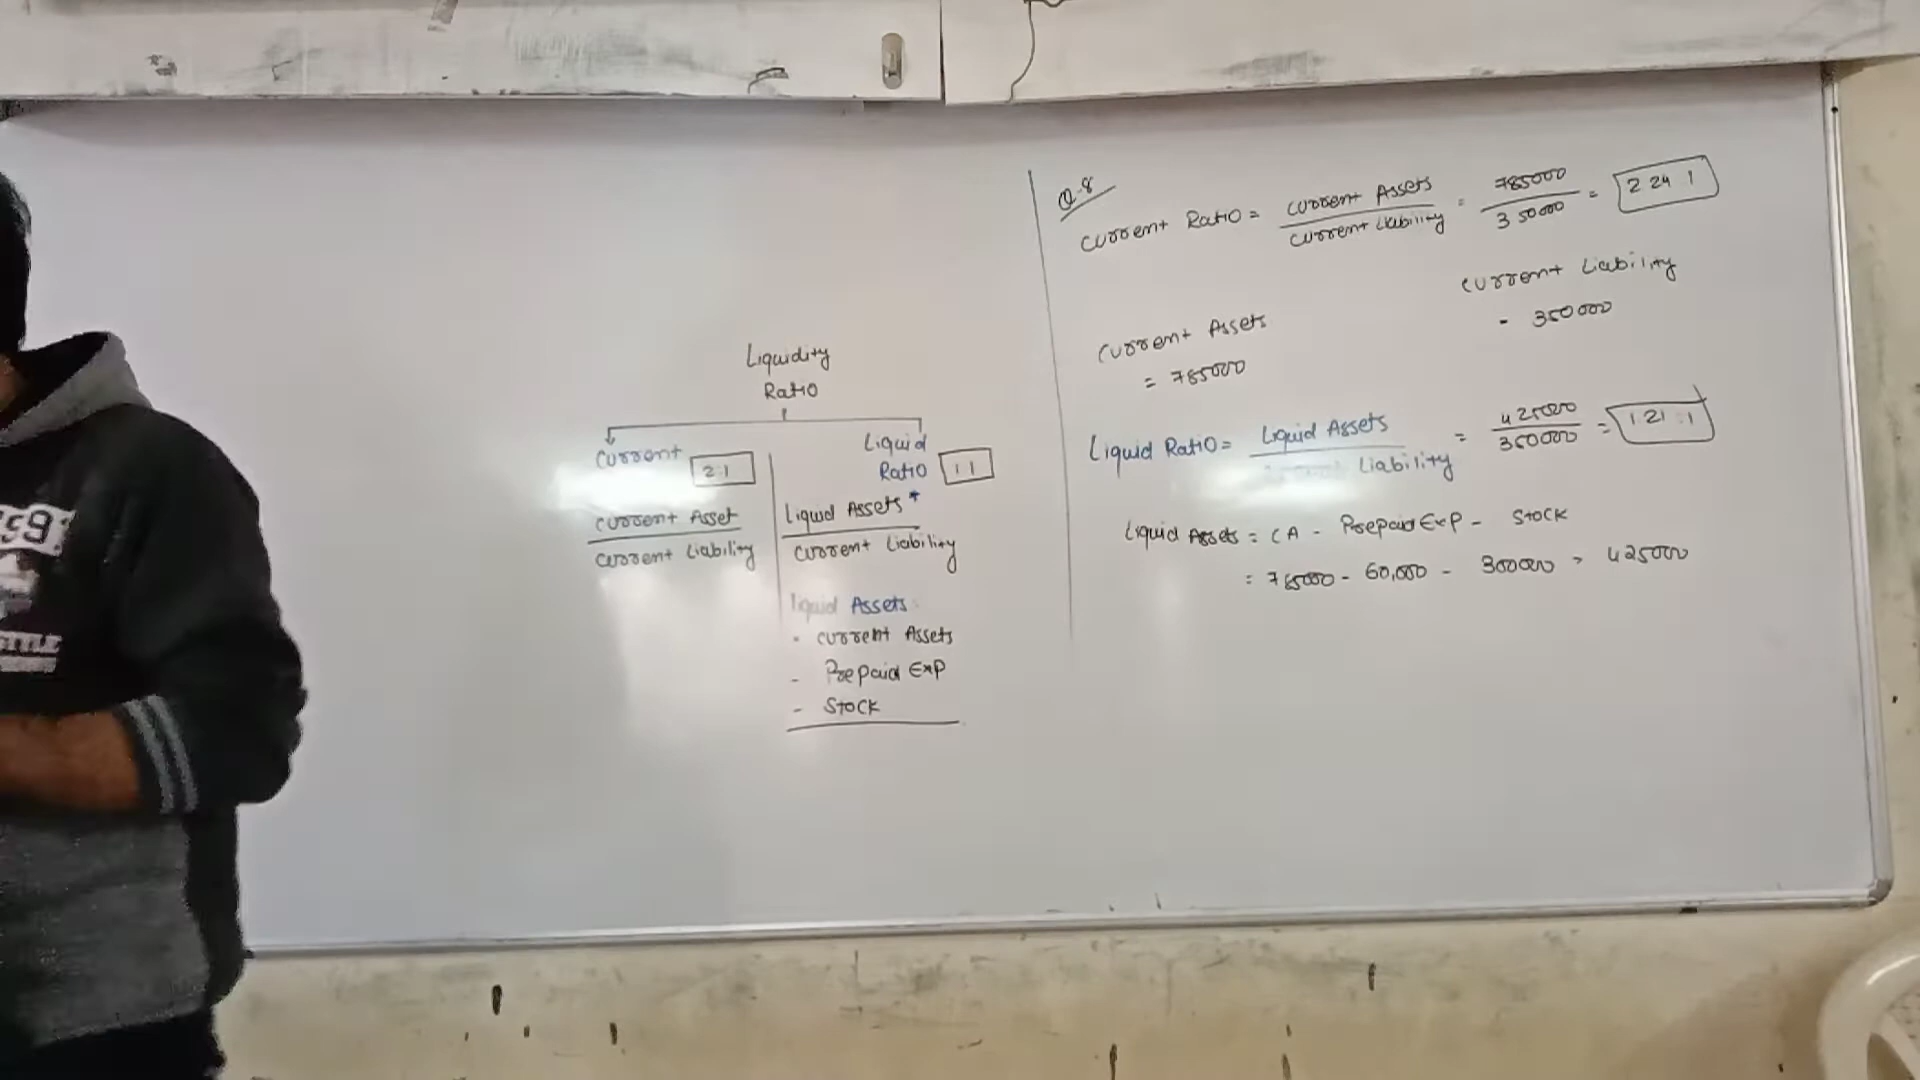 Liquidity
Ratio
Current 2:1
Current Asset
Current Liability
Liquid
Ratio 1 1
Liquid Assets *
Current Liability
Liquid Assets:
- Current Assets
- Prepaid Exp
- Stock
Q-8
Current Ratio = Current Assets / Current Liability = 785000 / 350000 = 2 24 1
Current Assets
= 785000
Current Liability
- 350000
Liquid Ratio = Liquid Assets / Liability = 425000 / 350000 = 1 21 : 1
Liquid Assets = CA - Prepaid Exp - Stock
= 785000 - 60,000 - 300000 = 425000
59
STYLE